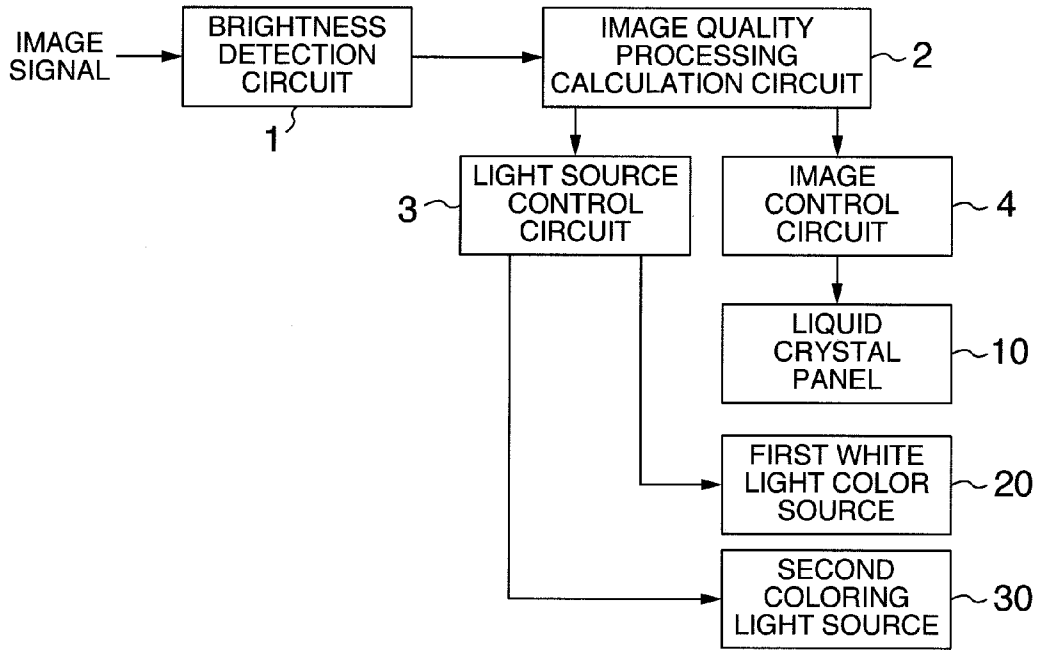 IMAGE
SIGNAL
BRIGHTNESS
DETECTION
CIRCUIT
1
IMAGE QUALITY
PROCESSING
CALCULATION CIRCUIT
2
LIGHT SOURCE
CONTROL
CIRCUIT
3
IMAGE
CONTROL
CIRCUIT
4
LIQUID
CRYSTAL
PANEL
10
FIRST WHITE
LIGHT COLOR
SOURCE
20
SECOND
COLORING
LIGHT SOURCE
30